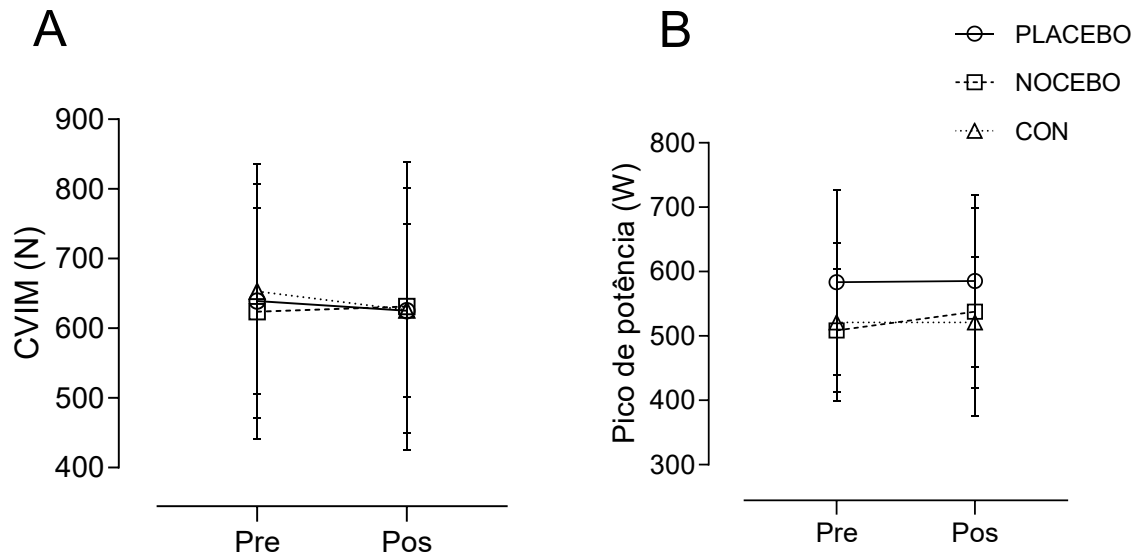 A
900
800
700
600
500
400
CVIM (N)
Pre
Pos
B
PLACEBO
NOCEBO
CON
800
700
600
500
400
300
Pico de potência (W)
Pre
Pos